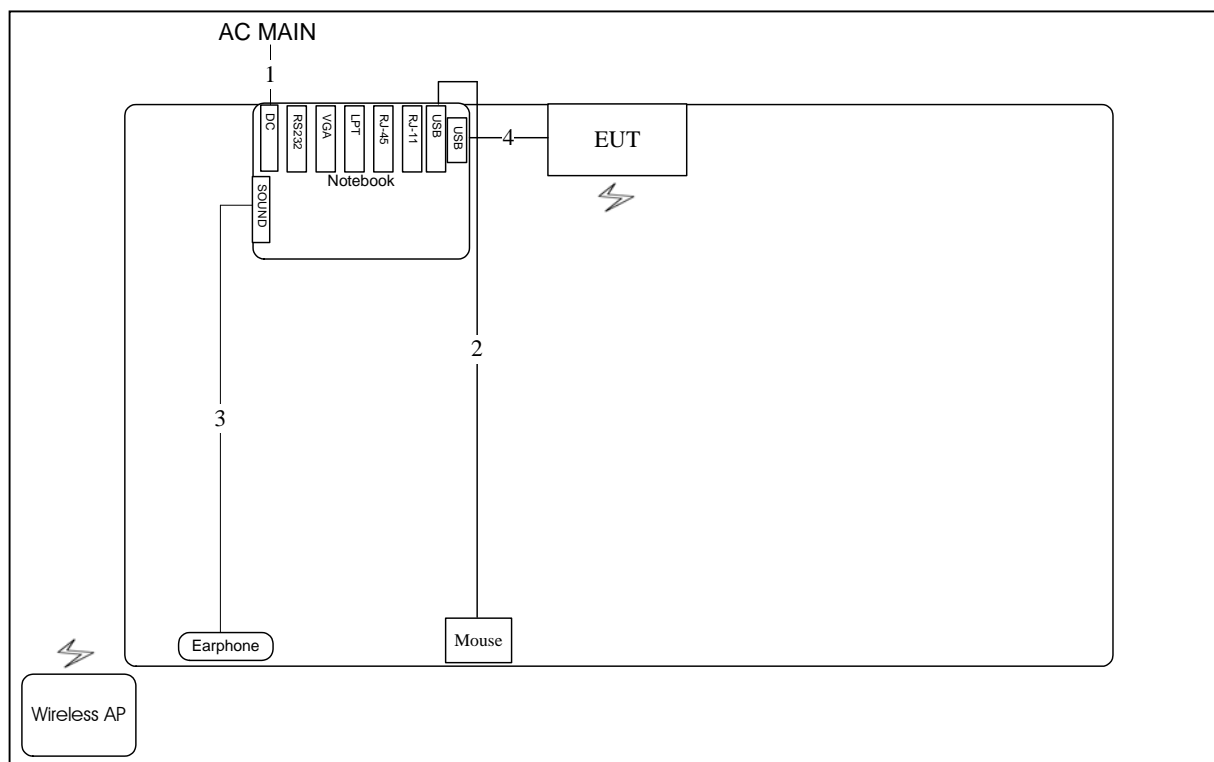 AC MAIN
1
DC
RS232
VGA
LPT
RJ-45
RJ-11
USB
USB
4
EUT
Notebook
SOUND
2
3
Earphone
Mouse
Wireless AP